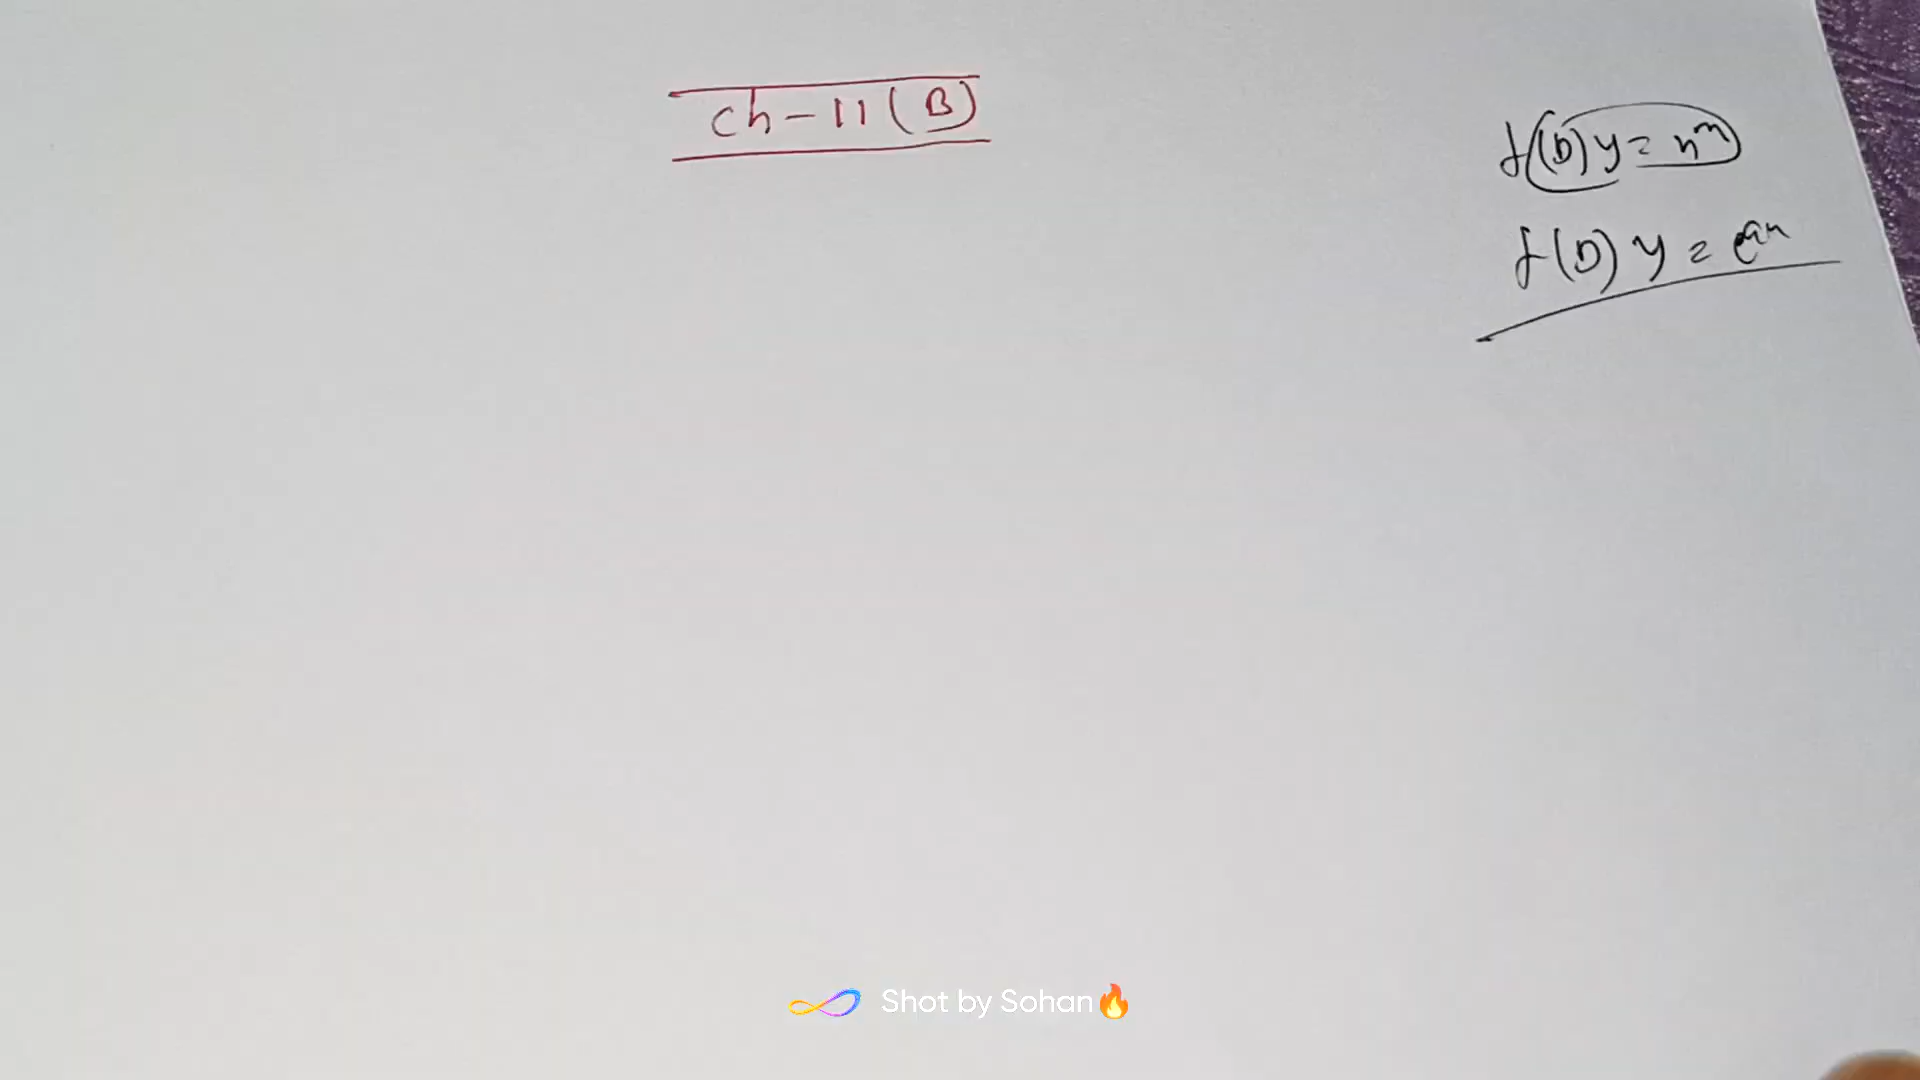 ch - 11 (B)
f(D) y = x^m
f(D) y = e^ax
Shot by Sohan🔥